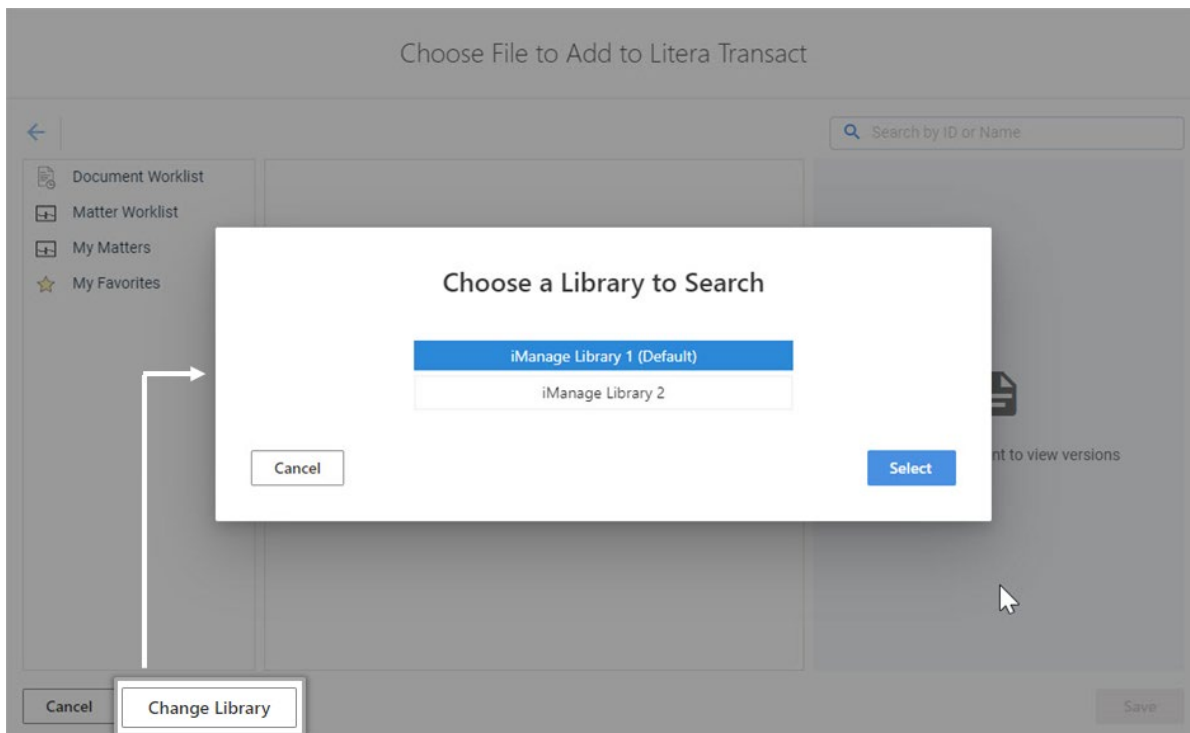 Choose File to Add to Litera Transact
Search by ID or Name
Document Worklist
Matter Worklist
My Matters
My Favorites
Choose a Library to Search
iManage Library 1 (Default)
iManage Library 2
Cancel
Select
nt to view versions
Cancel
Change Library
Save